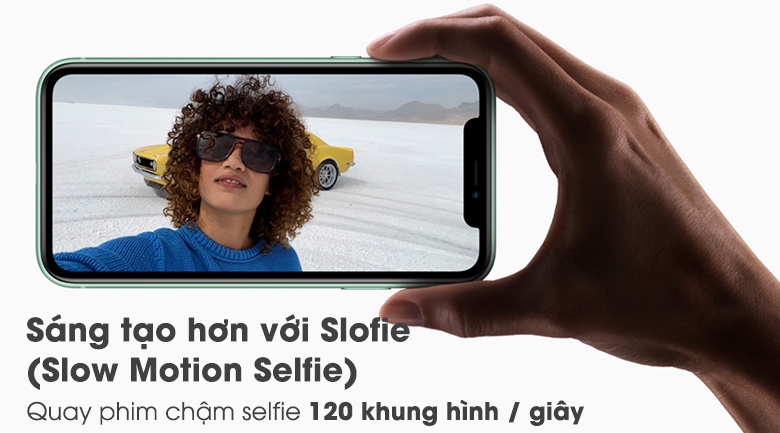 Sáng tạo hơn với Slofie
(Slow Motion Selfie)
Quay phim chậm selfie 120 khung hình / giây